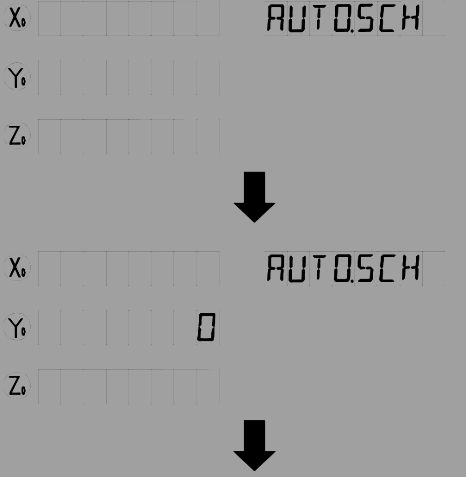 X₀ AUTO.SCH
Y₀
Z₀
X₀ AUTO.SCH
Y₀ 0
Z₀